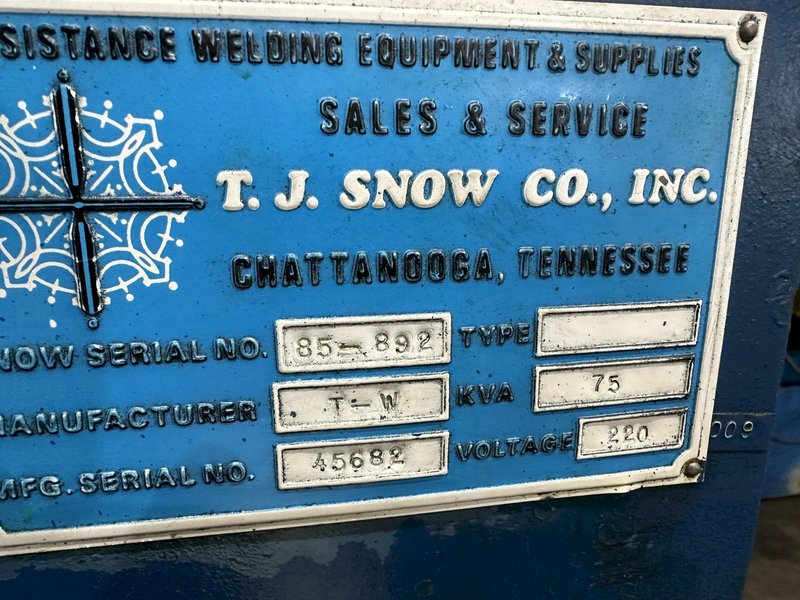 SISTANCE WELDING EQUIPMENT & SUPPLIES
SALES & SERVICE
T. J. SNOW CO., INC.
CHATTANOOGA, TENNESSEE
NOW SERIAL NO. 85-892 TYPE
MANUFACTURER T-W KVA 75
MFG. SERIAL NO. 45682 VOLTAGE 220
009